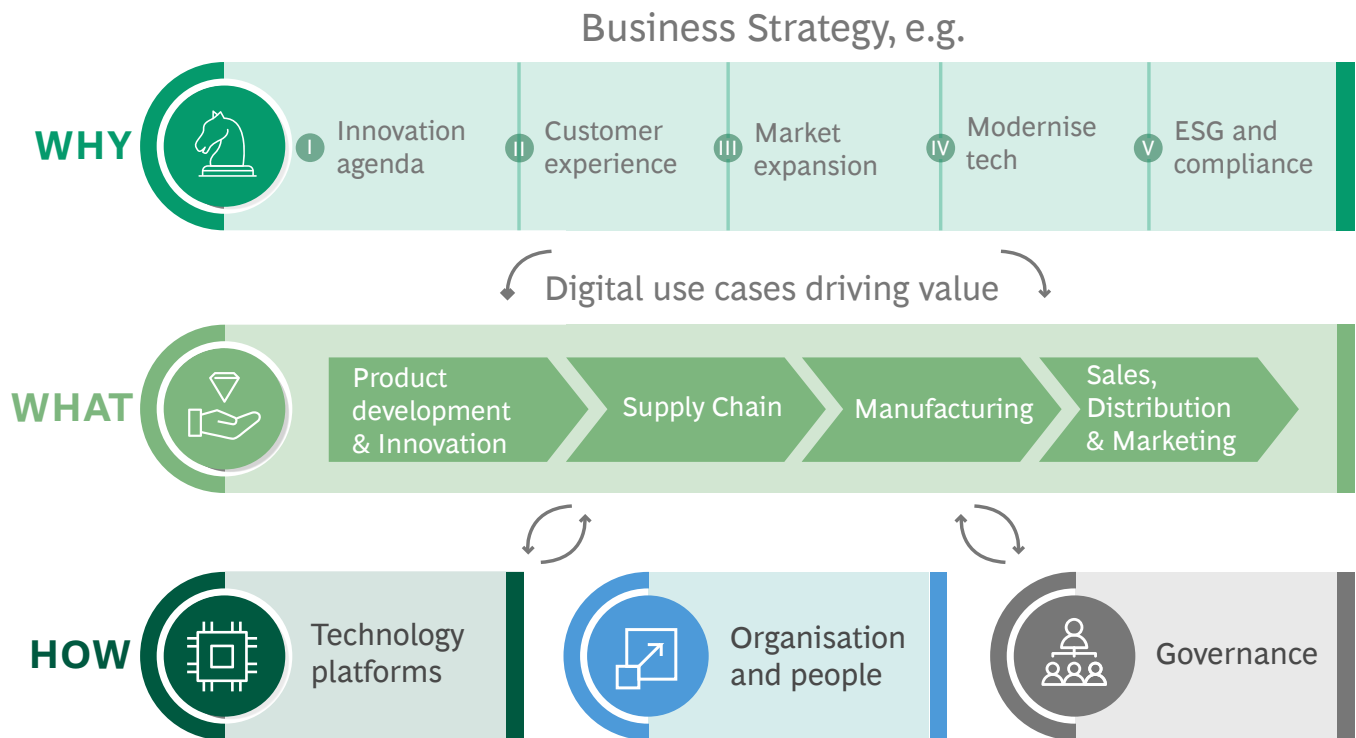 Business Strategy, e.g.
WHY
I
Innovation
agenda
II
Customer
experience
III
Market
expansion
IV
Modernise
tech
V
ESG and
compliance
Digital use cases driving value
WHAT
Product
development
& Innovation
Supply Chain
Manufacturing
Sales,
Distribution
& Marketing
HOW
Technology
platforms
Organisation
and people
Governance